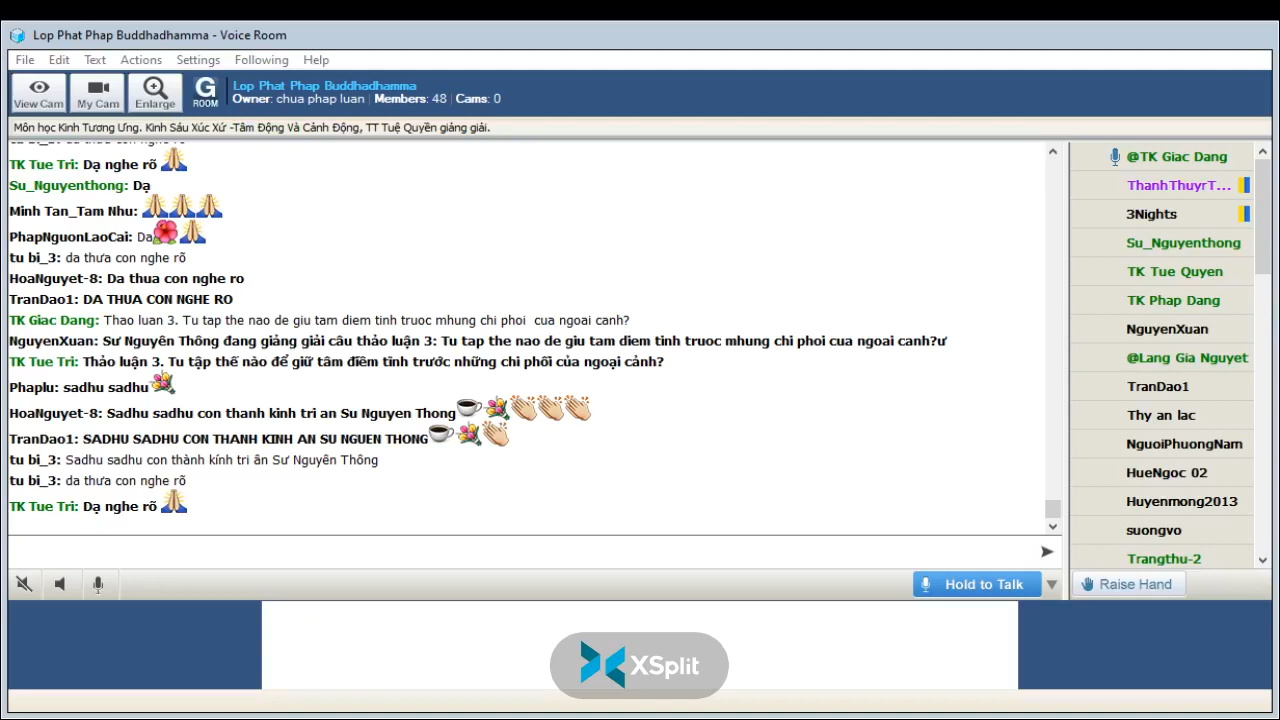 Lop Phat Phap Buddhadhamma - Voice Room
File Edit Text Actions Settings Following Help
View Cam My Cam Enlarge G ROOM
Lop Phat Phap Buddhadhamma
Owner: chua phap luan | Members: 48 | Cams: 0
Môn học Kinh Tương Ưng. Kinh Sáu Xúc Xứ -Tâm Động Và Cảnh Động, TT Tuệ Quyền giảng giải.
TK Tue Tri: Dạ nghe rõ
Su_Nguyenthong: Dạ
Minh Tan_Tam Nhu:
PhapNguonLaoCai: Da
tu bi_3: da thưa con nghe rõ
HoaNguyet-8: Da thua con nghe ro
TranDao1: DA THUA CON NGHE RO
TK Giac Dang: Thao luan 3. Tu tap the nao de giu tam diem tinh truoc mhung chi phoi cua ngoai canh?
NguyenXuan: Sư Nguyên Thông đang giảng giải câu thảo luận 3: Tu tap the nao de giu tam diem tinh truoc mhung chi phoi cua ngoai canh?ư
TK Tue Tri: Thảo luận 3. Tu tập thế nào để giữ tâm điềm tĩnh trước những chi phối của ngoại cảnh?
Phaplu: sadhu sadhu
HoaNguyet-8: Sadhu sadhu con thanh kinh tri an Su Nguyen Thong
TranDao1: SADHU SADHU CON THANH KINH AN SU NGUEN THONG
tu bi_3: Sadhu sadhu con thành kính tri ân Sư Nguyên Thông
tu bi_3: da thưa con nghe rõ
TK Tue Tri: Dạ nghe rõ
@TK Giac Dang
ThanhThuyrT...
3Nights
Su_Nguyenthong
TK Tue Quyen
TK Phap Dang
NguyenXuan
@Lang Gia Nguyet
TranDao1
Thy an lac
NguoiPhuongNam
HueNgoc 02
Huyenmong2013
suongvo
Trangthu-2
Hold to Talk
Raise Hand
XSplit